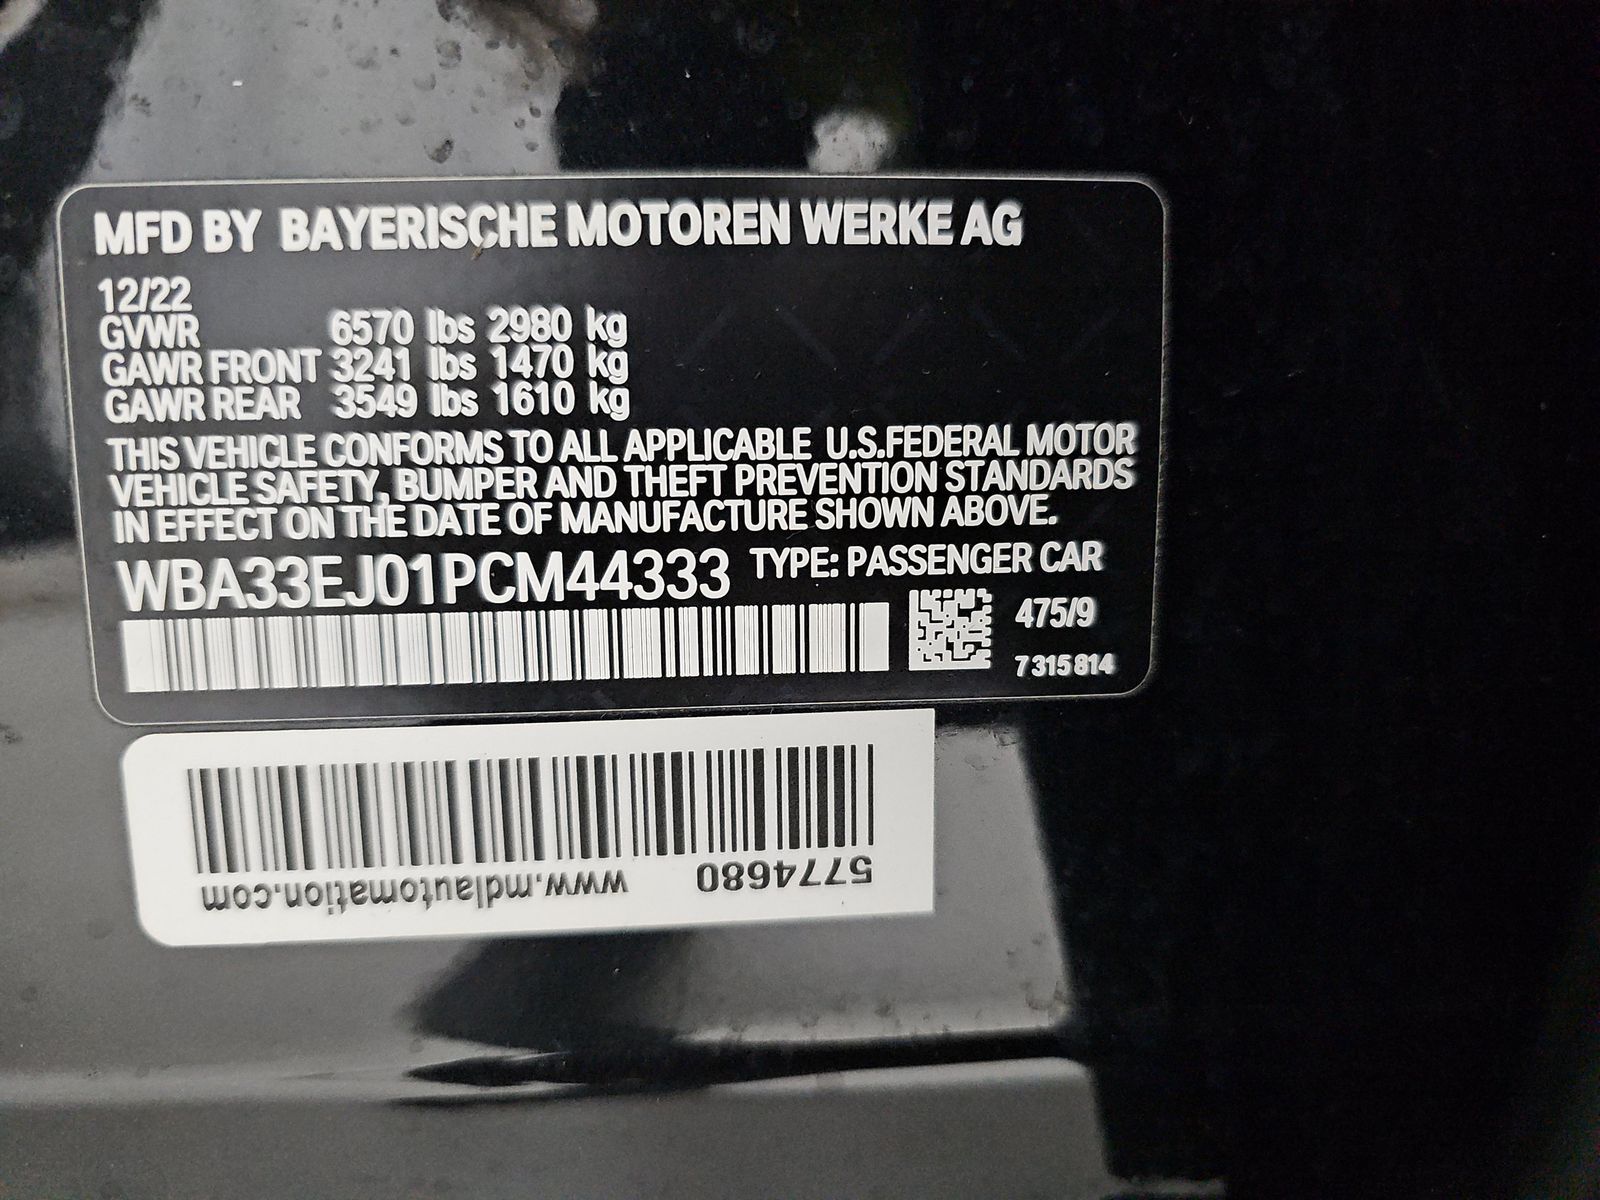 MFD BY BAYERISCHE MOTOREN WERKE AG
12/22
GVWR 6570 lbs 2980 kg
GAWR FRONT 3241 lbs 1470 kg
GAWR REAR 3549 lbs 1610 kg
THIS VEHICLE CONFORMS TO ALL APPLICABLE U.S.FEDERAL MOTOR
VEHICLE SAFETY, BUMPER AND THEFT PREVENTION STANDARDS
IN EFFECT ON THE DATE OF MANUFACTURE SHOWN ABOVE.
WBA33EJ01PCM44333 TYPE: PASSENGER CAR
475/9
7 315 814
5774680 www.mdlautomation.com